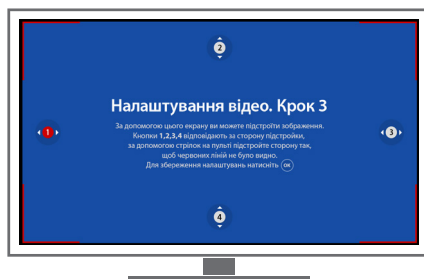 2
Налаштування відео. Крок 3
1
3
За допомогою цього екрану ви можете підстроїти зображення.
Кнопки 1,2,3,4 відповідають за сторону підстройки,
за допомогою стрілок на пульті підстройте сторону так,
щоб червоних ліній не було видно.
Для збереження налаштувань натисніть OK
4